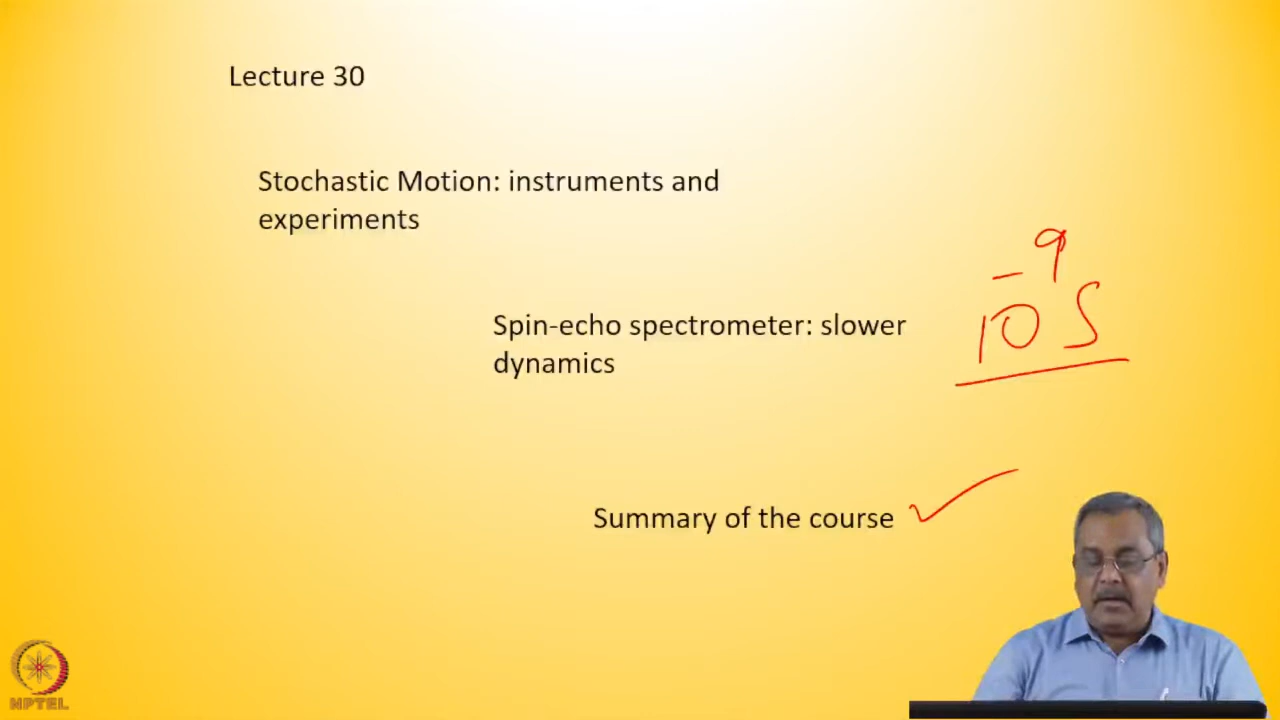 Lecture 30
Stochastic Motion: instruments and
experiments
Spin-echo spectrometer: slower
dynamics
10⁻⁹ S
Summary of the course
NPTEL